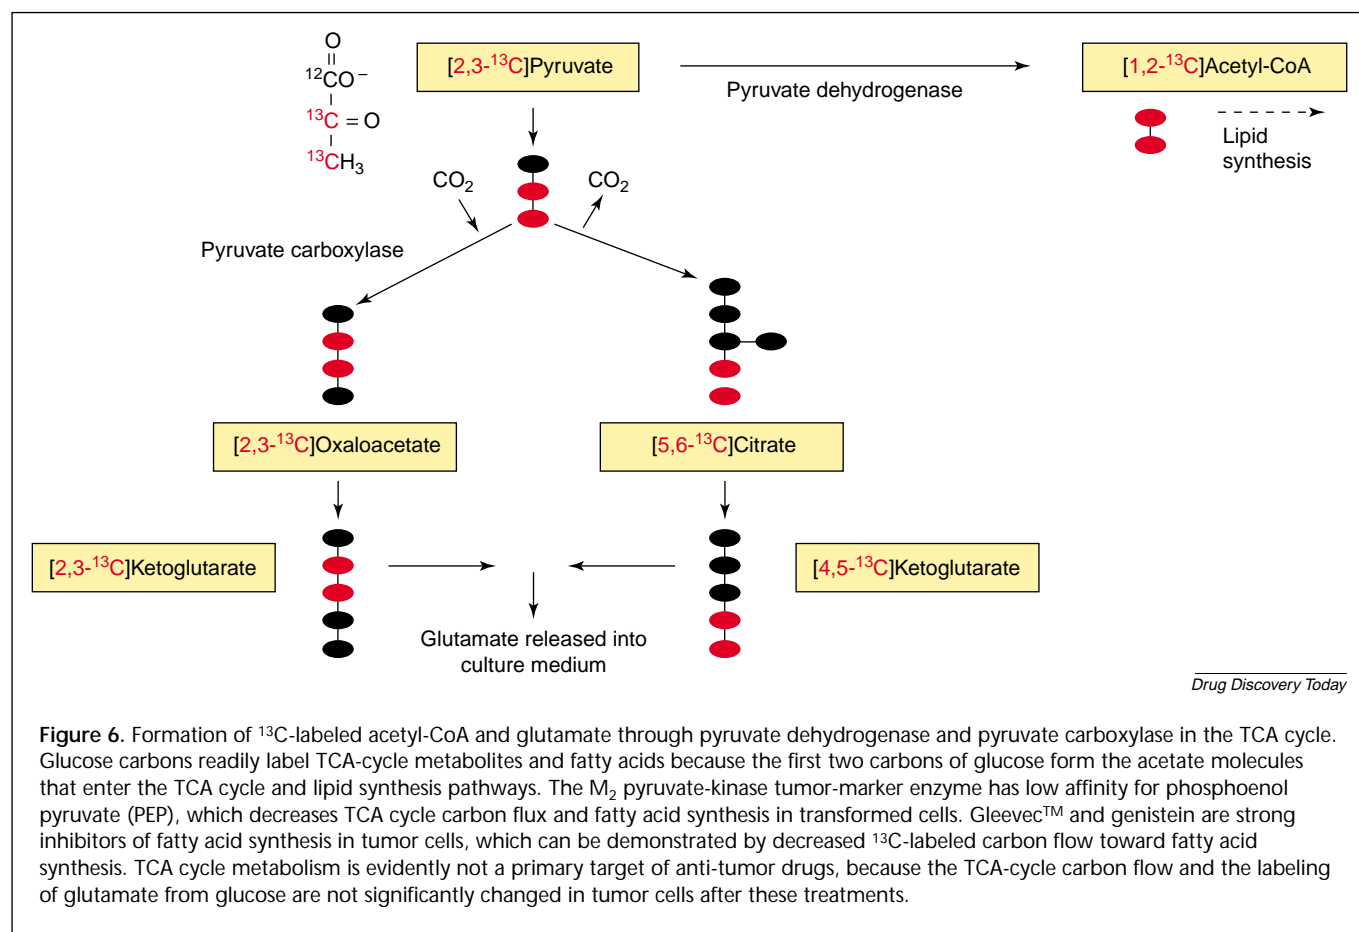 O
[2,3-¹³C]Pyruvate
[1,2-¹³C]Acetyl-CoA
¹²CO⁻
Pyruvate dehydrogenase
¹³C = O
Lipid
synthesis
¹³CH₃
CO₂
CO₂
Pyruvate carboxylase
[2,3-¹³C]Oxaloacetate
[5,6-¹³C]Citrate
[2,3-¹³C]Ketoglutarate
[4,5-¹³C]Ketoglutarate
Glutamate released into
culture medium
Drug Discovery Today
Figure 6. Formation of ¹³C-labeled acetyl-CoA and glutamate through pyruvate dehydrogenase and pyruvate carboxylase in the TCA cycle.
Glucose carbons readily label TCA-cycle metabolites and fatty acids because the first two carbons of glucose form the acetate molecules
that enter the TCA cycle and lipid synthesis pathways. The M₂ pyruvate-kinase tumor-marker enzyme has low affinity for phosphoenol
pyruvate (PEP), which decreases TCA cycle carbon flux and fatty acid synthesis in transformed cells. Gleevec™ and genistein are strong
inhibitors of fatty acid synthesis in tumor cells, which can be demonstrated by decreased ¹³C-labeled carbon flow toward fatty acid
synthesis. TCA cycle metabolism is evidently not a primary target of anti-tumor drugs, because the TCA-cycle carbon flow and the labeling
of glutamate from glucose are not significantly changed in tumor cells after these treatments.